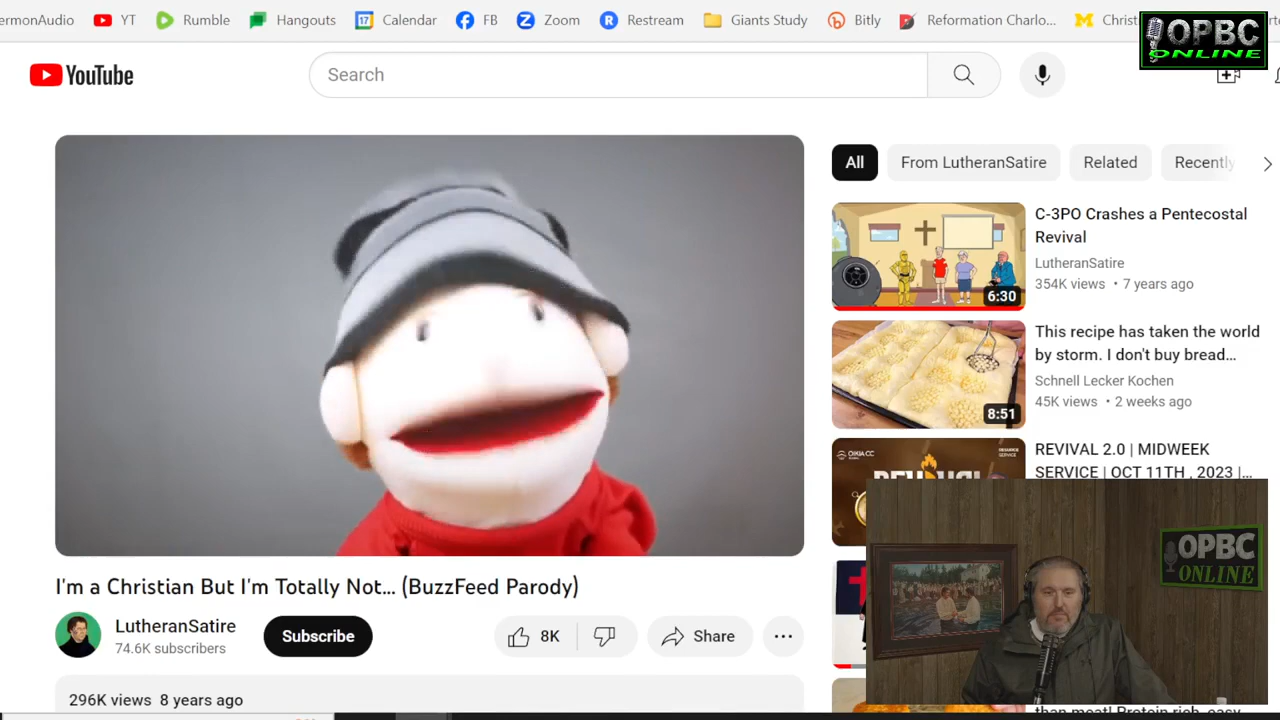 ermonAudio YT Rumble Hangouts Calendar FB Zoom Restream Giants Study Bitly Reformation Charlo... Christ
OPBC
ONLINE
YouTube
Search
All From LutheranSatire Related Recently
C-3PO Crashes a Pentecostal
Revival
LutheranSatire
354K views • 7 years ago
6:30
This recipe has taken the world
by storm. I don't buy bread...
Schnell Lecker Kochen
45K views • 2 weeks ago
8:51
REVIVAL 2.0 | MIDWEEK
SERVICE | OCT 11TH , 2023 |...
OPBC
ONLINE
I'm a Christian But I'm Totally Not... (BuzzFeed Parody)
LutheranSatire
74.6K subscribers
Subscribe
8K
Share
296K views 8 years ago